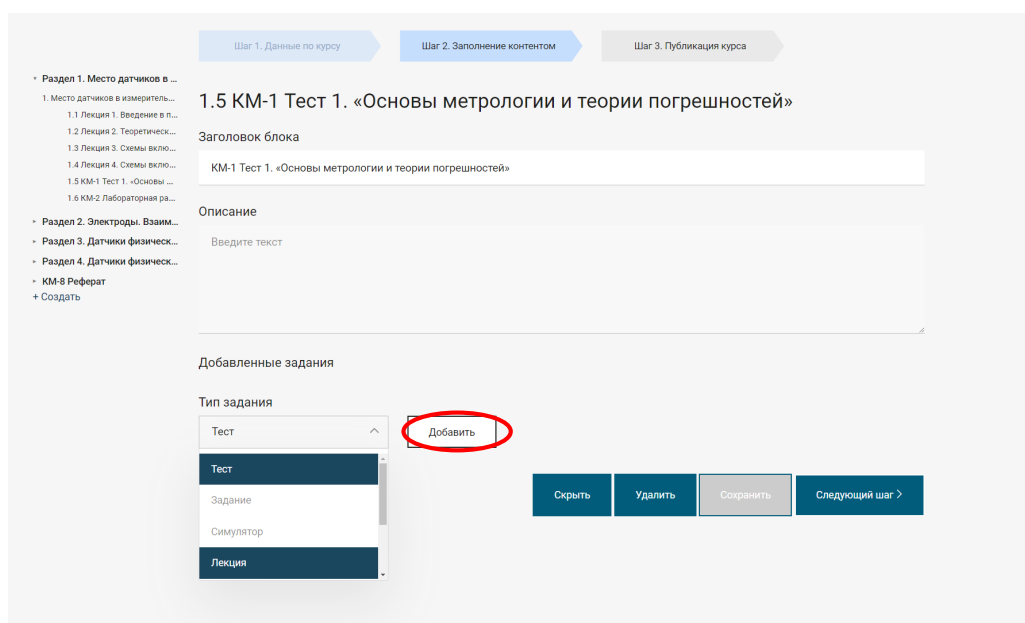 Шаг 1. Данные по курсу
Шаг 2. Заполнение контентом
Шаг 3. Публикация курса
Раздел 1. Место датчиков в ...
1. Место датчиков в измеритель...
1.1 Лекция 1. Введение в п...
1.2 Лекция 2. Теоретическ...
1.3 Лекция 3. Схемы вклю...
1.4 Лекция 4. Схемы вклю...
1.5 КМ-1 Тест 1. «Основы ...
1.6 КМ-2 Лабораторная ра...
Раздел 2. Электроды. Взаим...
Раздел 3. Датчики физическ...
Раздел 4. Датчики физическ...
КМ-8 Реферат
+ Создать
1.5 КМ-1 Тест 1. «Основы метрологии и теории погрешностей»
Заголовок блока
КМ-1 Тест 1. «Основы метрологии и теории погрешностей»
Описание
Введите текст
Добавленные задания
Тип задания
Тест
Добавить
Тест
Задание
Симулятор
Лекция
Скрыть
Удалить
Сохранить
Следующий шаг >